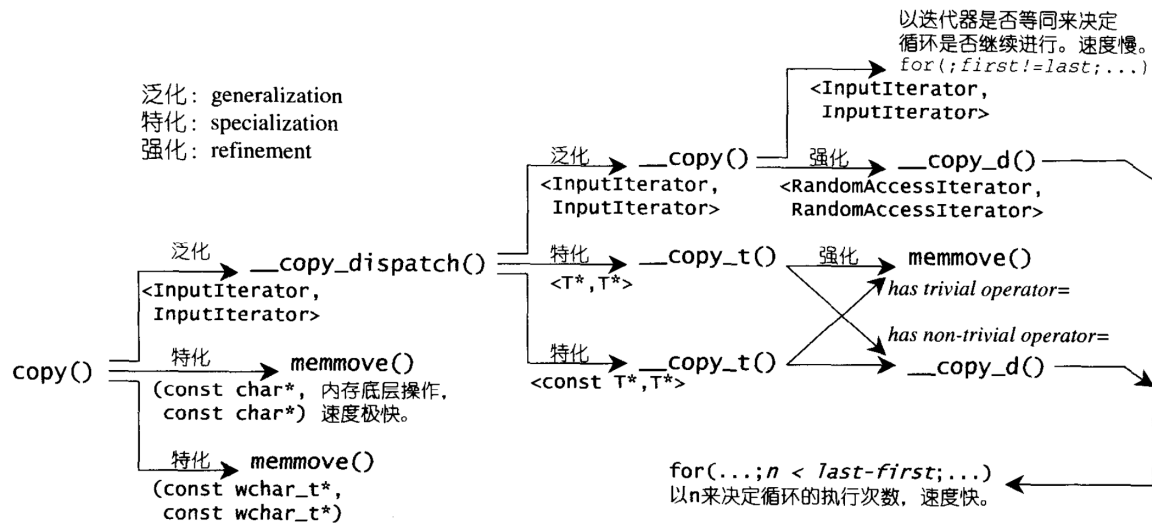 以迭代器是否等同来决定
循环是否继续进行。速度慢。
for(;first!=last;...)
<InputIterator,
InputIterator>
泛化: generalization
特化: specialization
强化: refinement
泛化
__copy()
<InputIterator,
InputIterator>
强化
__copy_d()
<RandomAccessIterator,
RandomAccessIterator>
泛化
__copy_dispatch()
<InputIterator,
InputIterator>
特化
__copy_t()
<T*,T*>
强化
memmove()
has trivial operator=
has non-trivial operator=
__copy_d()
特化
__copy_t()
<const T*,T*>
copy()
特化
memmove()
(const char*, 内存底层操作,
const char*) 速度极快。
特化
memmove()
(const wchar_t*,
const wchar_t*)
for(...;n < last-first;...)
以n来决定循环的执行次数, 速度快。